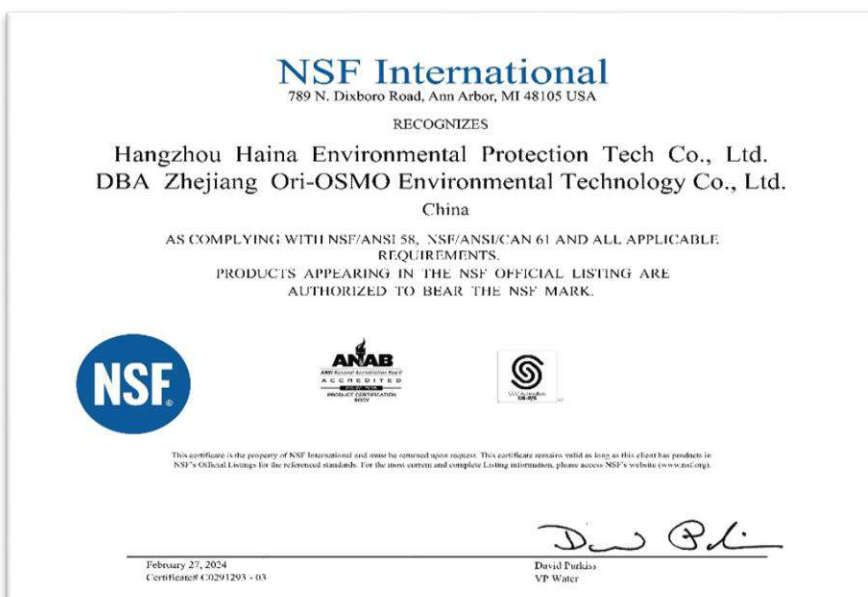 NSF International
789 N. Dixboro Road, Ann Arbor, MI 48105 USA
RECOGNIZES
Hangzhou Haina Environmental Protection Tech Co., Ltd.
DBA Zhejiang Ori-OSMO Environmental Technology Co., Ltd.
China
AS COMPLYING WITH NSF/ANSI 58, NSF/ANSI/CAN 61 AND ALL APPLICABLE
REQUIREMENTS.
PRODUCTS APPEARING IN THE NSF OFFICIAL LISTING ARE
AUTHORIZED TO BEAR THE NSF MARK.
NSF®
ANAB
ANSI National Accreditation Board
ACCREDITED
PRODUCT CERTIFICATION
BODY
This certificate is the property of NSF International and must be returned upon request. This certificate remains valid as long as this client has products in
NSF's Official Listings for the referenced standards. For the most current and complete Listing information, please access NSF's website (www.nsf.org).
February 27, 2024
Certificate# C0291293 - 03
David Purkiss
VP Water